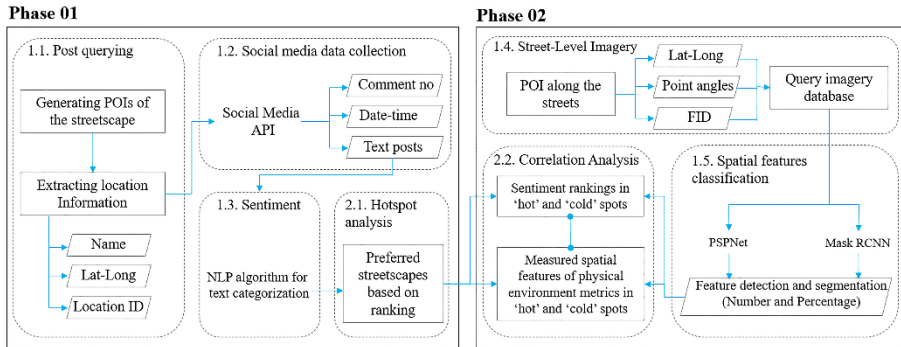 Phase 01
1.1. Post querying
Generating POIs of
the streetscape
Extracting location
Information
Name
Lat-Long
Location ID
1.2. Social media data collection
Social Media
API
Comment no
Date-time
Text posts
1.3. Sentiment
NLP algorithm for
text categorization
2.1. Hotspot
analysis
Preferred
streetscapes
based on
ranking
Phase 02
1.4. Street-Level Imagery
POI along the
streets
Lat-Long
Point angles
FID
Query imagery
database
2.2. Correlation Analysis
Sentiment rankings in
‘hot’ and ‘cold’ spots
Measured spatial
features of physical
environment metrics in
‘hot’ and ‘cold’ spots
1.5. Spatial features
classification
PSPNet
Mask RCNN
Feature detection and segmentation
(Number and Percentage)